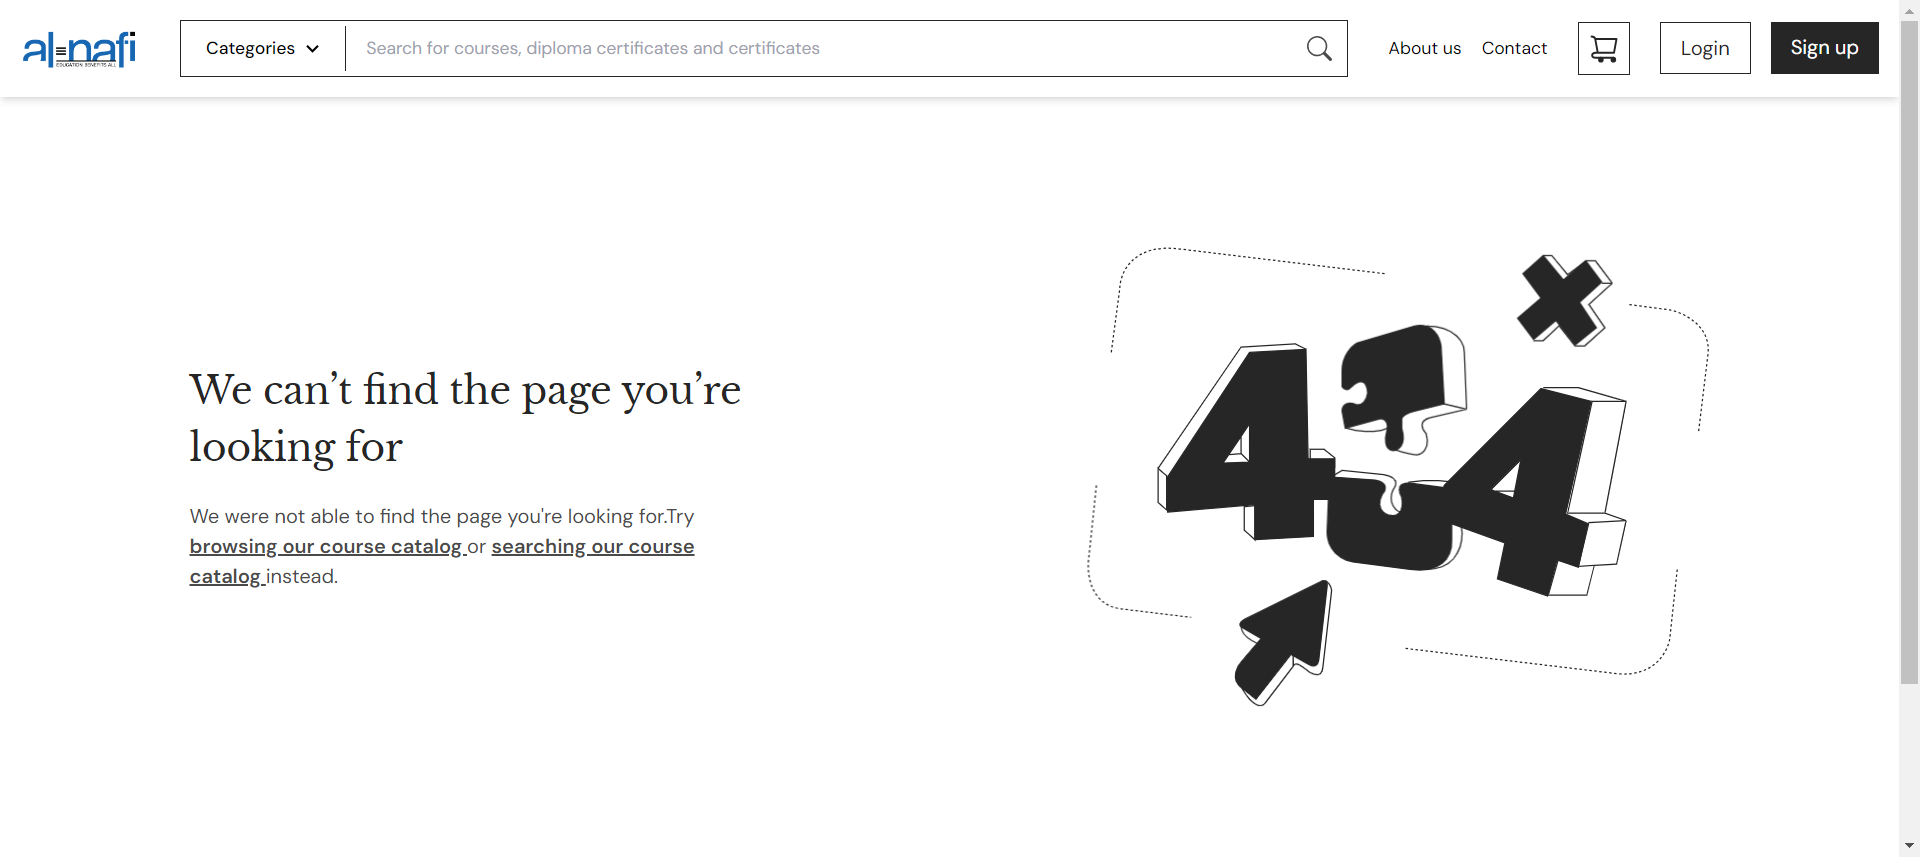 al-nafi
EDUCATION BENEFITS ALL
Categories
Search for courses, diploma certificates and certificates
About us
Contact
Login
Sign up
We can’t find the page you’re
looking for
We were not able to find the page you're looking for.Try
browsing our course catalog or searching our course
catalog instead.
404